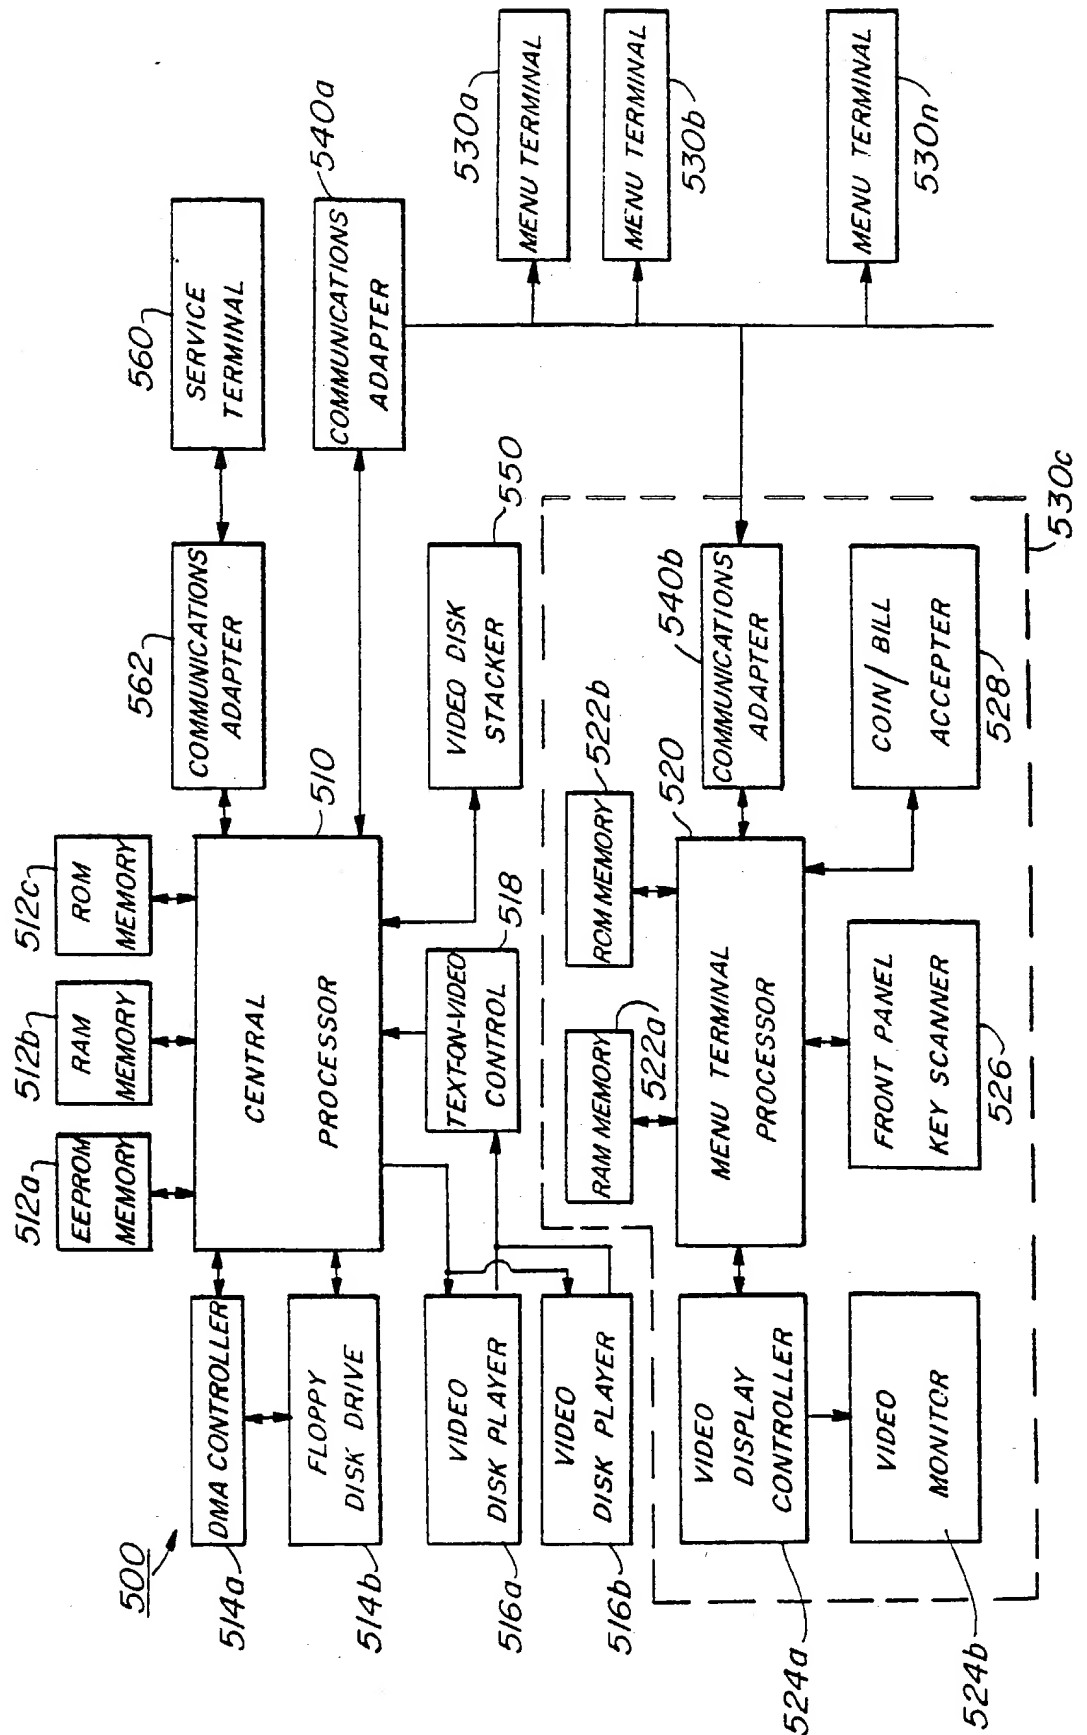 500
512a
EEPROM
MEMORY
512b
RAM
MEMORY
512c
ROM
MEMORY
562
COMMUNICATIONS
ADAPTER
560
SERVICE
TERMINAL
514a
DMA CONTROLLER
514b
FLOPPY
DISK DRIVE
CENTRAL
PROCESSOR
510
COMMUNICATIONS
ADAPTER
540a
516a
VIDEO
DISK PLAYER
TEXT-ON-VIDEO
CONTROL
518
VIDEO DISK
STACKER
550
MENU TERMINAL
530a
516b
VIDEO
DISK PLAYER
RAM MEMORY
522a
ROM MEMORY
522b
MENU TERMINAL
530b
524a
VIDEO
DISPLAY
CONTROLLER
MENU TERMINAL
PROCESSOR
520
COMMUNICATIONS
ADAPTER
540b
524b
VIDEO
MONITOR
FRONT PANEL
KEY SCANNER
526
COIN/BILL
ACCEPTER
528
MENU TERMINAL
530n
530c